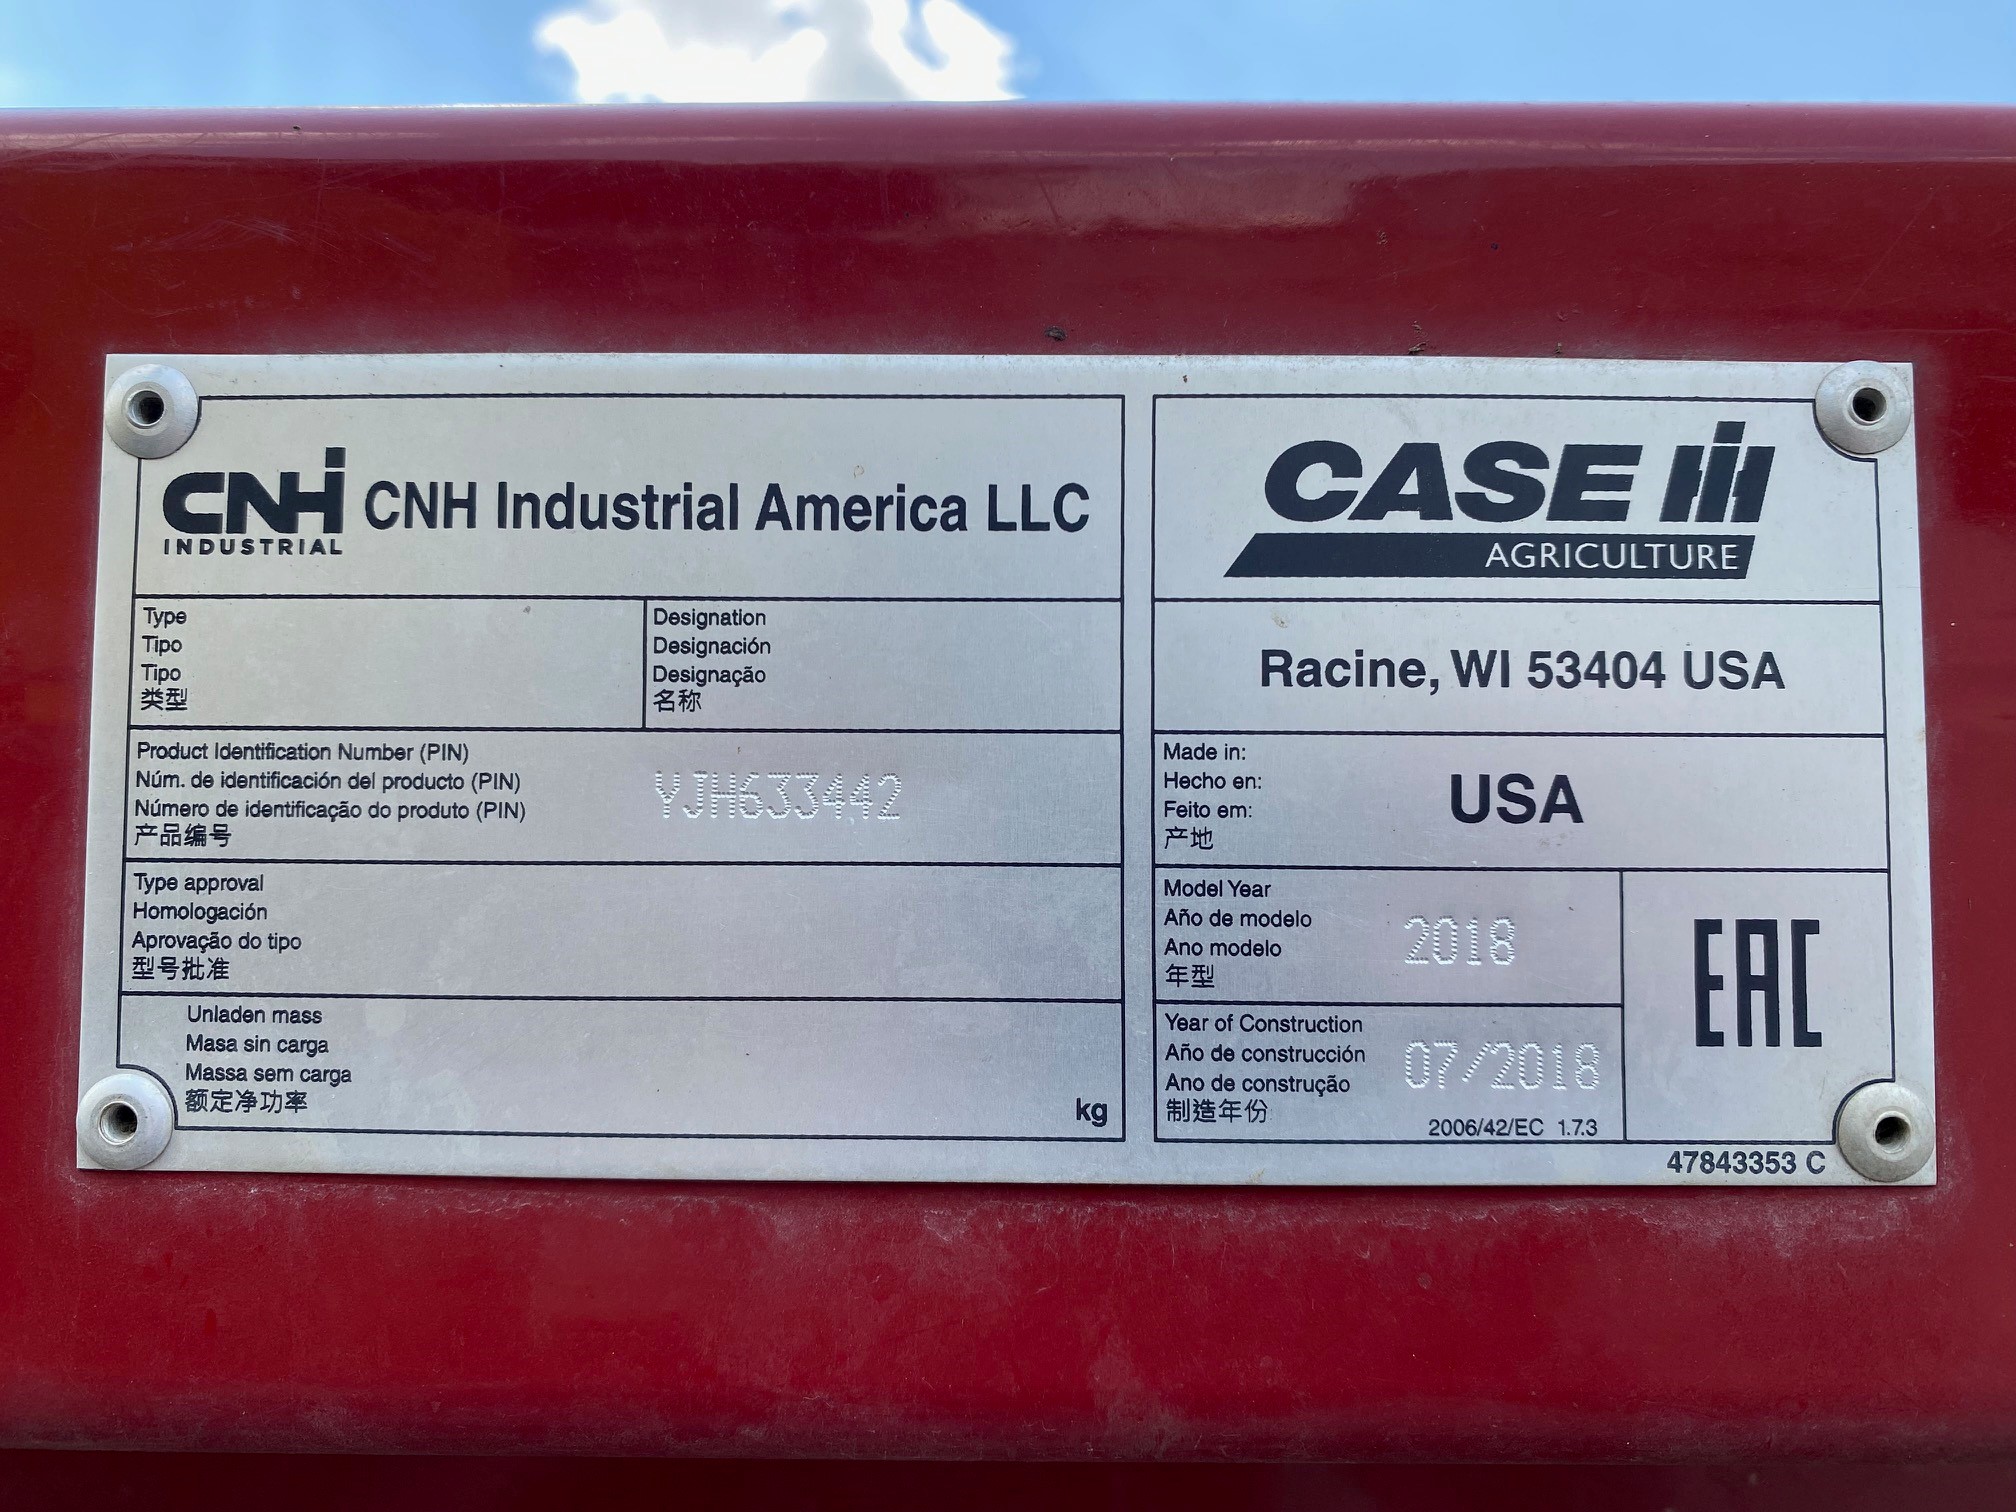 CNH INDUSTRIAL
CNH Industrial America LLC
Type
Tipo
Tipo
类型
Designation
Designación
Designação
名称
Product Identification Number (PIN)
Núm. de identificación del producto (PIN)
Número de identificação do produto (PIN)
产品编号
YJH633442
Type approval
Homologación
Aprovação do tipo
型号批准
Unladen mass
Masa sin carga
Massa sem carga
额定净功率
kg
CASE IH
AGRICULTURE
Racine, WI 53404 USA
Made in:
Hecho en:
Feito em:
产地
USA
Model Year
Año de modelo
Ano modelo
年型
2018
Year of Construction
Año de construcción
Ano de construção
制造年份
07/2018
2006/42/EC 1.7.3
EAC
47843353 C